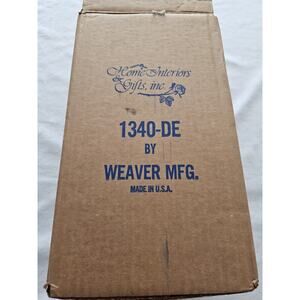 Home Interiors
& Gifts, inc.
1340-DE
BY
WEAVER MFG.
MADE IN U.S.A.